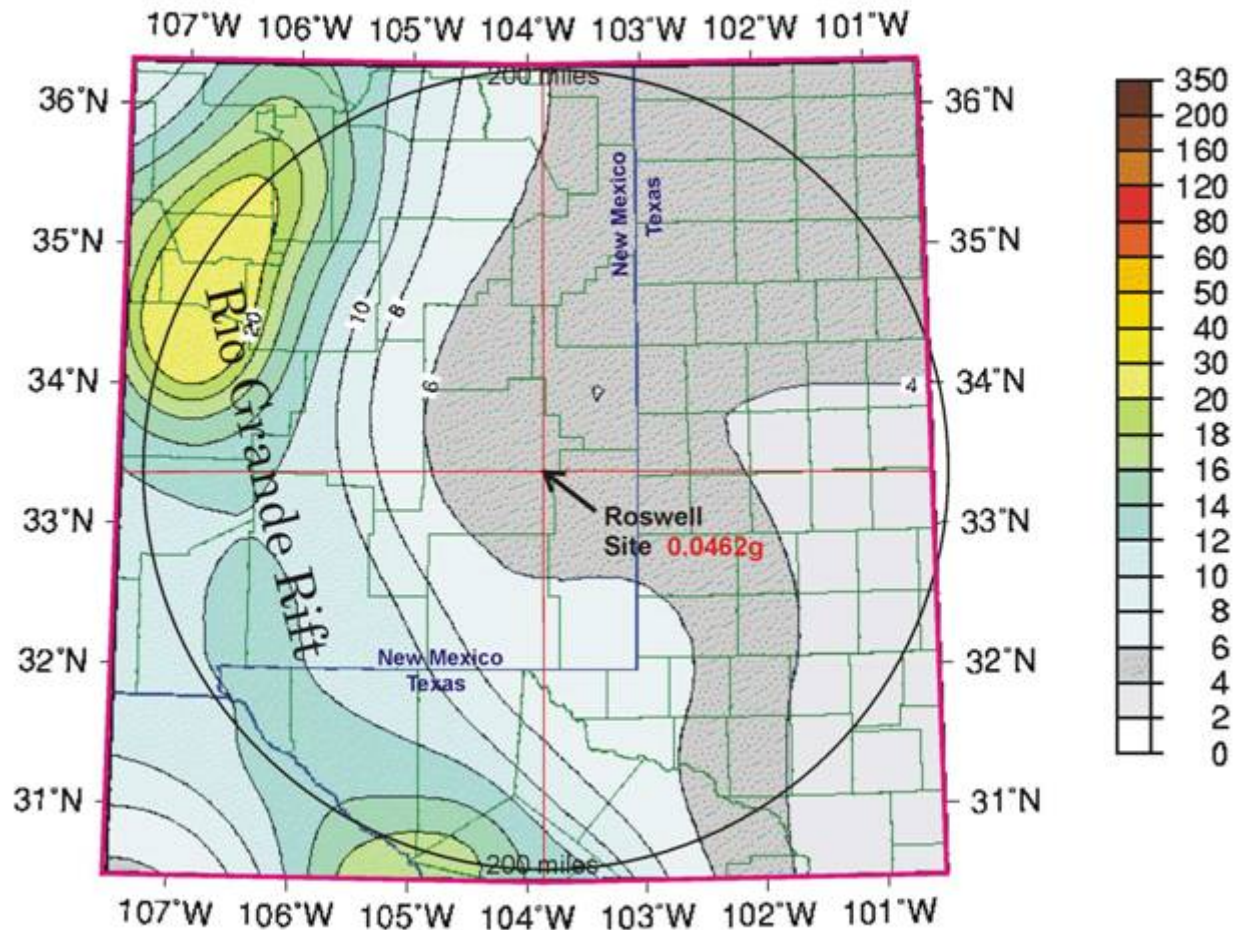 107°W 106°W 105°W 104°W 103°W 102°W 101°W
200 miles
36°N
36°N
35°N
35°N
34°N
34°N
33°N
33°N
32°N
32°N
31°N
31°N
New Mexico
Texas
Rio Grande Rift
20
10
8
6
4
Roswell
Site 0.0462g
New Mexico
Texas
200 miles
107°W 106°W 105°W 104°W 103°W 102°W 101°W
350
200
160
120
80
60
50
40
30
20
18
16
14
12
10
8
6
4
2
0